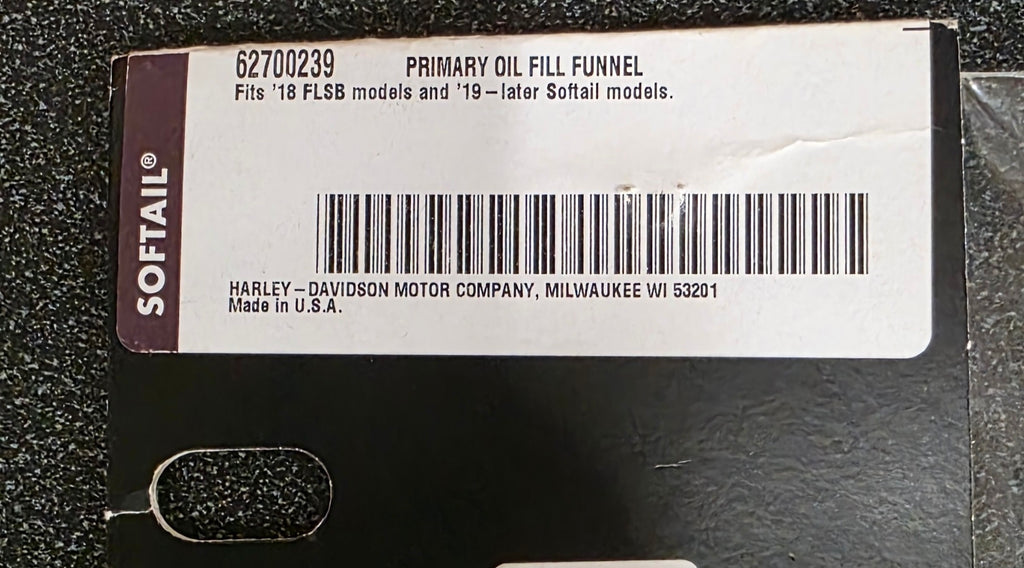 62700239 PRIMARY OIL FILL FUNNEL
Fits '18 FLSB models and '19–later Softail models.
SOFTAIL®
HARLEY–DAVIDSON MOTOR COMPANY, MILWAUKEE WI 53201
Made in U.S.A.